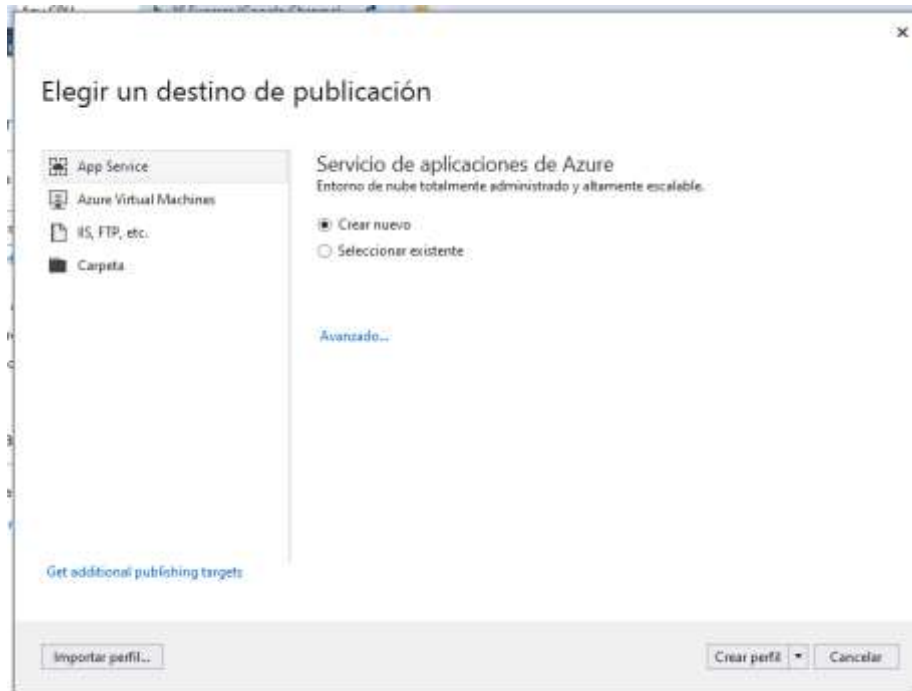 Elegir un destino de publicación
App Service
Azure Virtual Machines
IIS, FTP, etc.
Carpeta
Get additional publishing targets
Servicio de aplicaciones de Azure
Entorno de nube totalmente administrado y altamente escalable.
Crear nuevo
Seleccionar existente
Avanzado...
Importar perfil...
Crear perfil
Cancelar